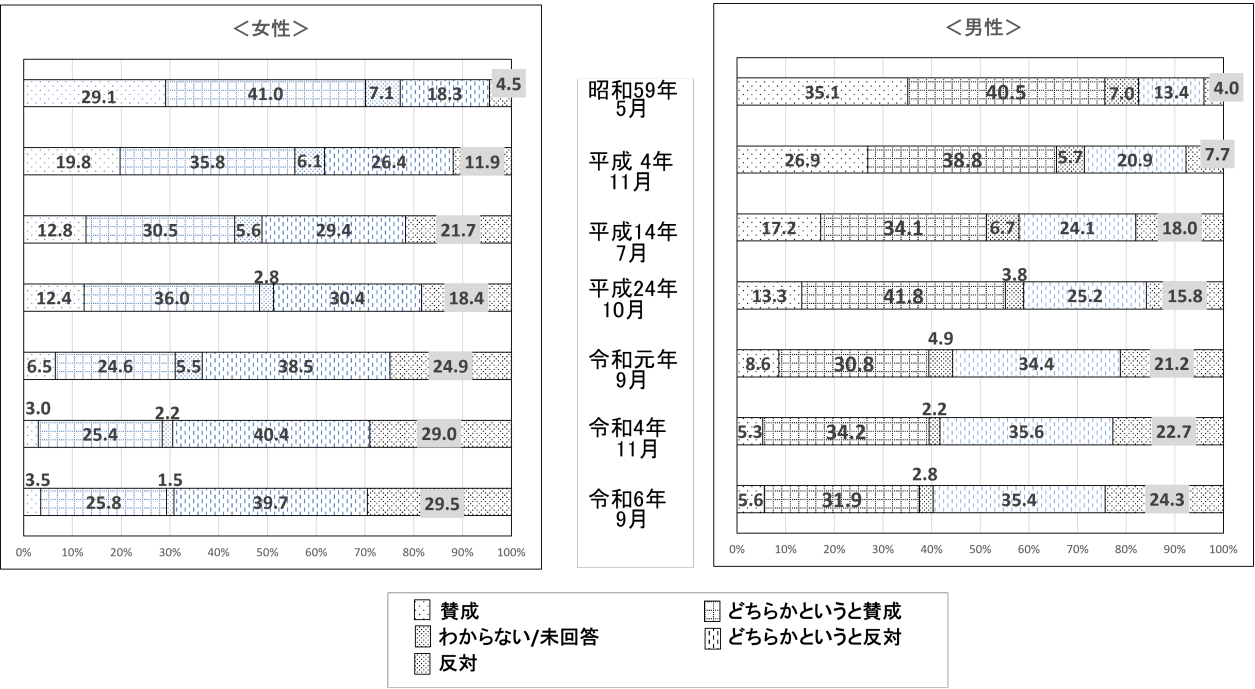 ＜女性＞
29.1 41.0 7.1 18.3 4.5
19.8 35.8 6.1 26.4 11.9
12.8 30.5 5.6 29.4 21.7
2.8
12.4 36.0 30.4 18.4
6.5 24.6 5.5 38.5 24.9
3.0 2.2
25.4 40.4 29.0
3.5 1.5
25.8 39.7 29.5
0% 10% 20% 30% 40% 50% 60% 70% 80% 90% 100%
昭和59年
5月
平成 4年
11月
平成14年
7月
平成24年
10月
令和元年
9月
令和4年
11月
令和6年
9月
＜男性＞
35.1 40.5 7.0 13.4 4.0
26.9 38.8 5.7 20.9 7.7
17.2 34.1 6.7 24.1 18.0
3.8
13.3 41.8 25.2 15.8
4.9
8.6 30.8 34.4 21.2
2.2
5.3 34.2 35.6 22.7
2.8
5.6 31.9 35.4 24.3
0% 10% 20% 30% 40% 50% 60% 70% 80% 90% 100%
賛成 どちらかというと賛成
わからない/未回答 どちらかというと反対
反対